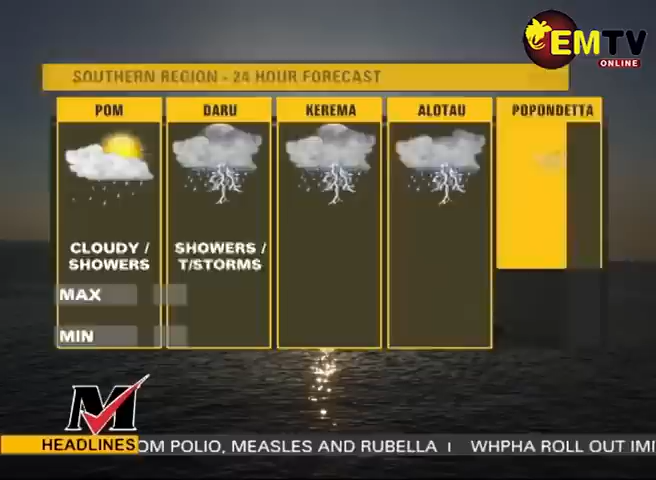 EMTV
ONLINE
SOUTHERN REGION - 24 HOUR FORECAST
POM
DARU
KEREMA
ALOTAU
POPONDETTA
CLOUDY /
SHOWERS
SHOWERS /
T/STORMS
MAX
MIN
M
HEADLINES
OM POLIO, MEASLES AND RUBELLA | WHPHA ROLL OUT IMI